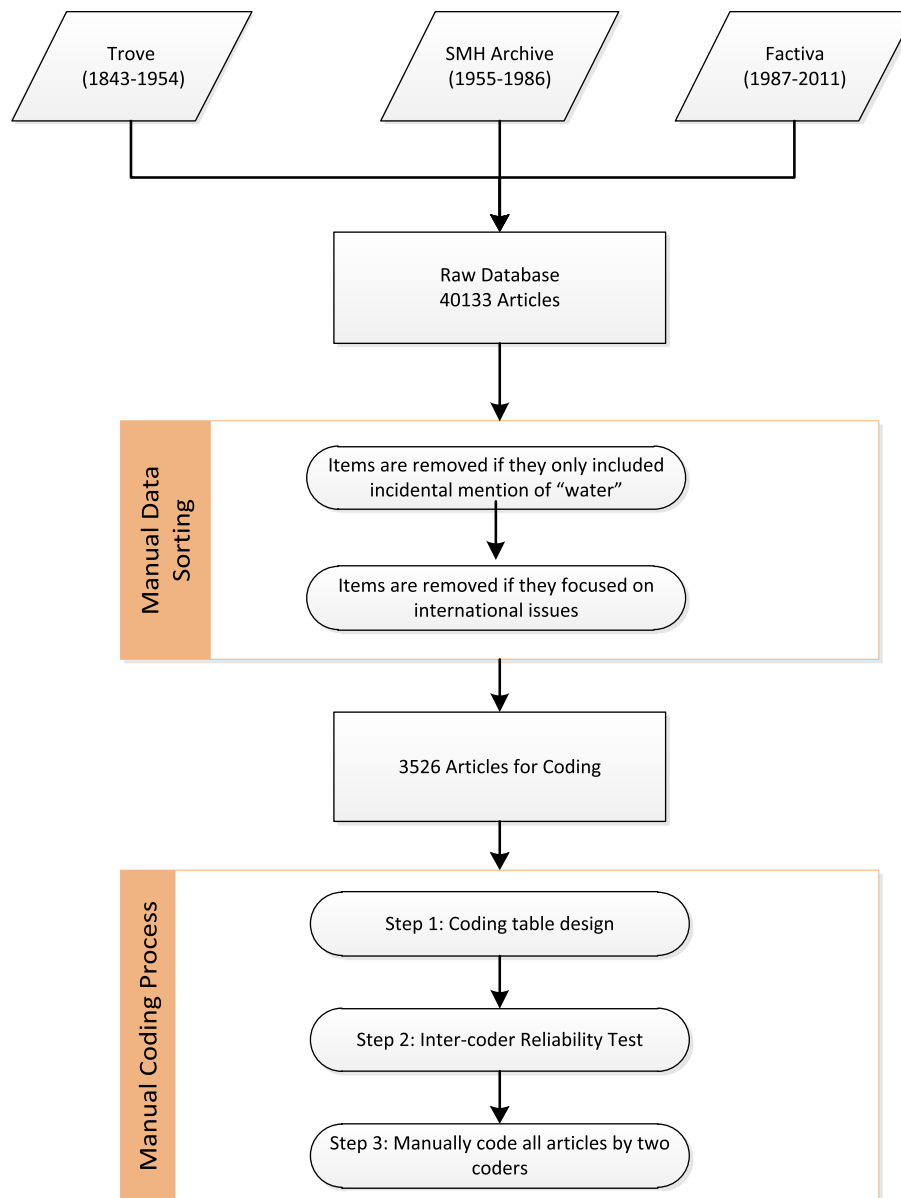 Trove
(1843-1954)
SMH Archive
(1955-1986)
Factiva
(1987-2011)
Raw Database
40133 Articles
Manual Data
Sorting
Items are removed if they only included
incidental mention of “water”
Items are removed if they focused on
international issues
3526 Articles for Coding
Manual Coding Process
Step 1: Coding table design
Step 2: Inter-coder Reliability Test
Step 3: Manually code all articles by two
coders